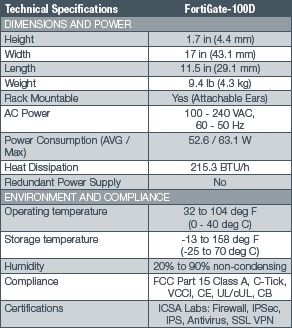 Technical Specifications FortiGate-100D
DIMENSIONS AND POWER
Height 1.7 in (4.4 mm)
Width 17 in (43.1 mm)
Length 11.5 in (29.1 mm)
Weight 9.4 lb (4.3 kg)
Rack Mountable Yes (Attachable Ears)
AC Power 100 - 240 VAC,
60 - 50 Hz
Power Consumption (AVG / 52.6 / 63.1 W
Max)
Heat Dissipation 215.3 BTU/h
Redundant Power Supply No
ENVIRONMENT AND COMPLIANCE
Operating temperature 32 to 104 deg F
(0 - 40 deg C)
Storage temperature -13 to 158 deg F
(-25 to 70 deg C)
Humidity 20% to 90% non-condensing
Compliance FCC Part 15 Class A, C-Tick,
VCCI, CE, UL/cUL, CB
Certifications ICSA Labs: Firewall, IPSec,
IPS, Antivirus, SSL VPN